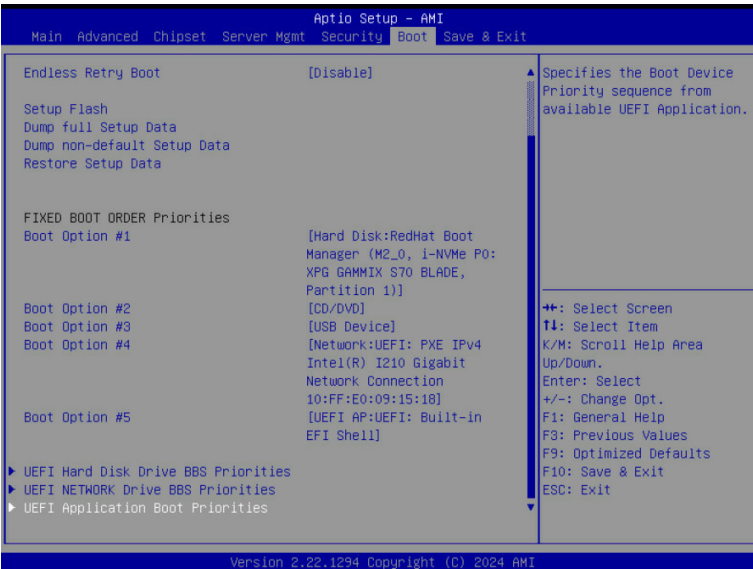 Aptio Setup - AMI
Main Advanced Chipset Server Mgmt Security Boot Save & Exit
Endless Retry Boot [Disable]
Setup Flash
Dump full Setup Data
Dump non-default Setup Data
Restore Setup Data
FIXED BOOT ORDER Priorities
Boot Option #1 [Hard Disk:RedHat Boot
Manager (M2_0, i-NVMe P0:
XPG GAMMIX S70 BLADE,
Partition 1)]
Boot Option #2 [CD/DVD]
Boot Option #3 [USB Device]
Boot Option #4 [Network:UEFI: PXE IPv4
Intel(R) I210 Gigabit
Network Connection
10:FF:E0:09:15:18]
Boot Option #5 [UEFI AP:UEFI: Built-in
EFI Shell]
UEFI Hard Disk Drive BBS Priorities
UEFI NETWORK Drive BBS Priorities
UEFI Application Boot Priorities
Specifies the Boot Device
Priority sequence from
available UEFI Application.
→←: Select Screen
↑↓: Select Item
K/M: Scroll Help Area
Up/Down.
Enter: Select
+/-: Change Opt.
F1: General Help
F3: Previous Values
F9: Optimized Defaults
F10: Save & Exit
ESC: Exit
Version 2.22.1294 Copyright (C) 2024 AMI